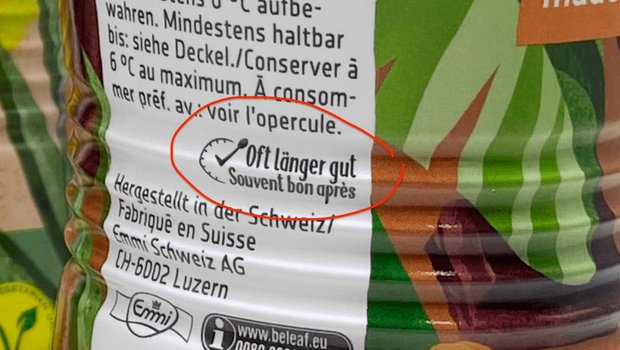 6 °C aufbe-
wahren. Mindestens haltbar
bis: siehe Deckel./Conserver à
6 °C au maximum. À consom-
mer préf. av.: voir l'opercule.
Oft länger gut
Souvent bon après
Hergestellt in der Schweiz/
Fabriqué en Suisse
Emmi Schweiz AG
CH-6002 Luzern
Emmi
www.beleaf.eu